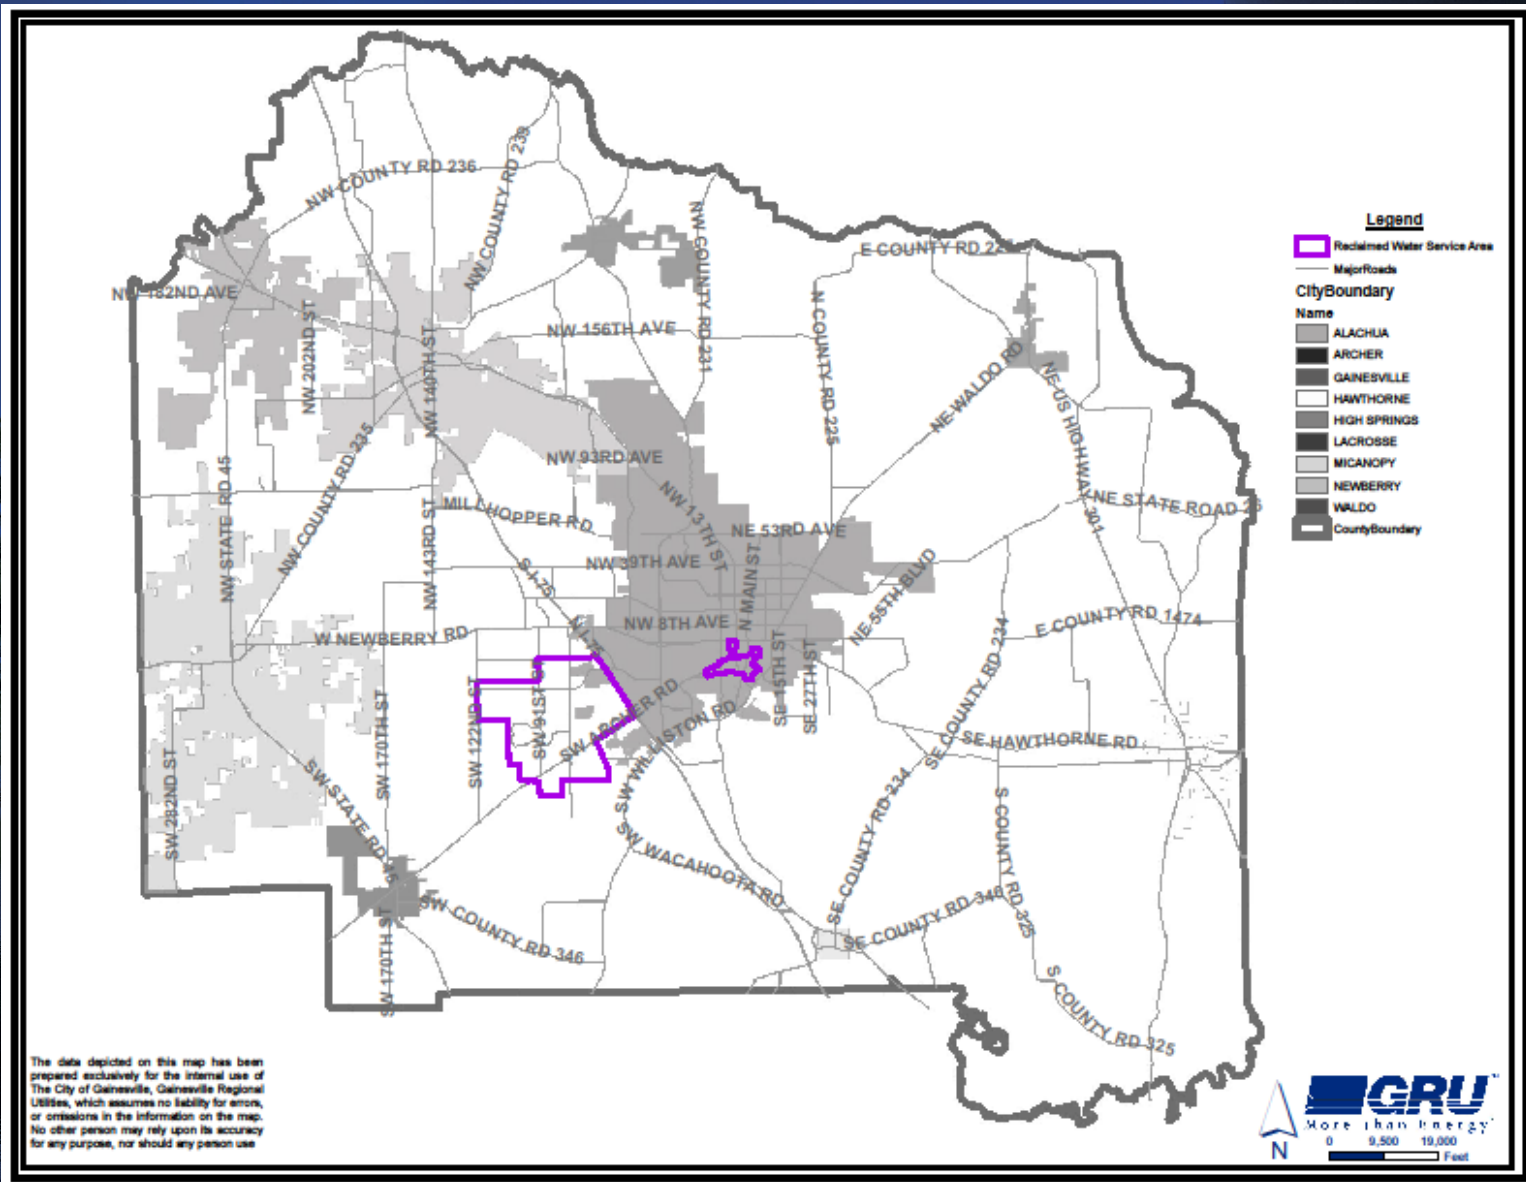 NW COUNTY RD 236
NW COUNTY RD 239
NW COUNTY RD 231
E COUNTY RD 225
NW 182ND AVE
NW 202ND ST
NW 140TH ST
NW 156TH AVE
N COUNTY RD 225
NE WALDO RD
NE US HIGHWAY 301
NW STATE RD 45
NW COUNTY RD 235
NW 93RD AVE
MILLHOPPER RD
NW 143RD ST
NW 13TH ST
NE 53RD AVE
NE STATE ROAD 26
S I-75
NW 39TH AVE
N MAIN ST
NE 55TH BLVD
N I-75
NW 8TH AVE
W NEWBERRY RD
E COUNTY RD 1474
SE COUNTY RD 234
SW 170TH ST
SW 122ND ST
SW 91ST ST
SW ARCHER RD
SW WILLISTON RD
SE 15TH ST
SE 27TH ST
SE HAWTHORNE RD
SW 282ND ST
SW STATE RD 45
SW WACAHOOTA RD
SE COUNTY RD 234
S COUNTY RD 325
SE COUNTY RD 346
SW COUNTY RD 346
SW 170TH ST
S COUNTY RD 325
Legend
Reclaimed Water Service Area
MajorRoads
CityBoundary
Name
ALACHUA
ARCHER
GAINESVILLE
HAWTHORNE
HIGH SPRINGS
LACROSSE
MICANOPY
NEWBERRY
WALDO
CountyBoundary
The data depicted on this map has been
prepared exclusively for the internal use of
The City of Gainesville, Gainesville Regional
Utilities, which assumes no liability for errors,
or omissions in the information on the map.
No other person may rely upon its accuracy
for any purpose, nor should any person use
GRU™
More than Energy
N
0 9,500 19,000
Feet